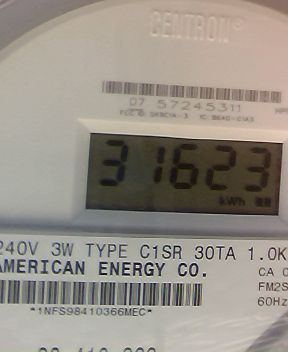 CENTRON®
07 57245311
31623
kWh
240V 3W TYPE C1SR 30TA 1.0K
AMERICAN ENERGY CO.
CA 0
FM2S
60Hz
*1NFS98410366MEC*